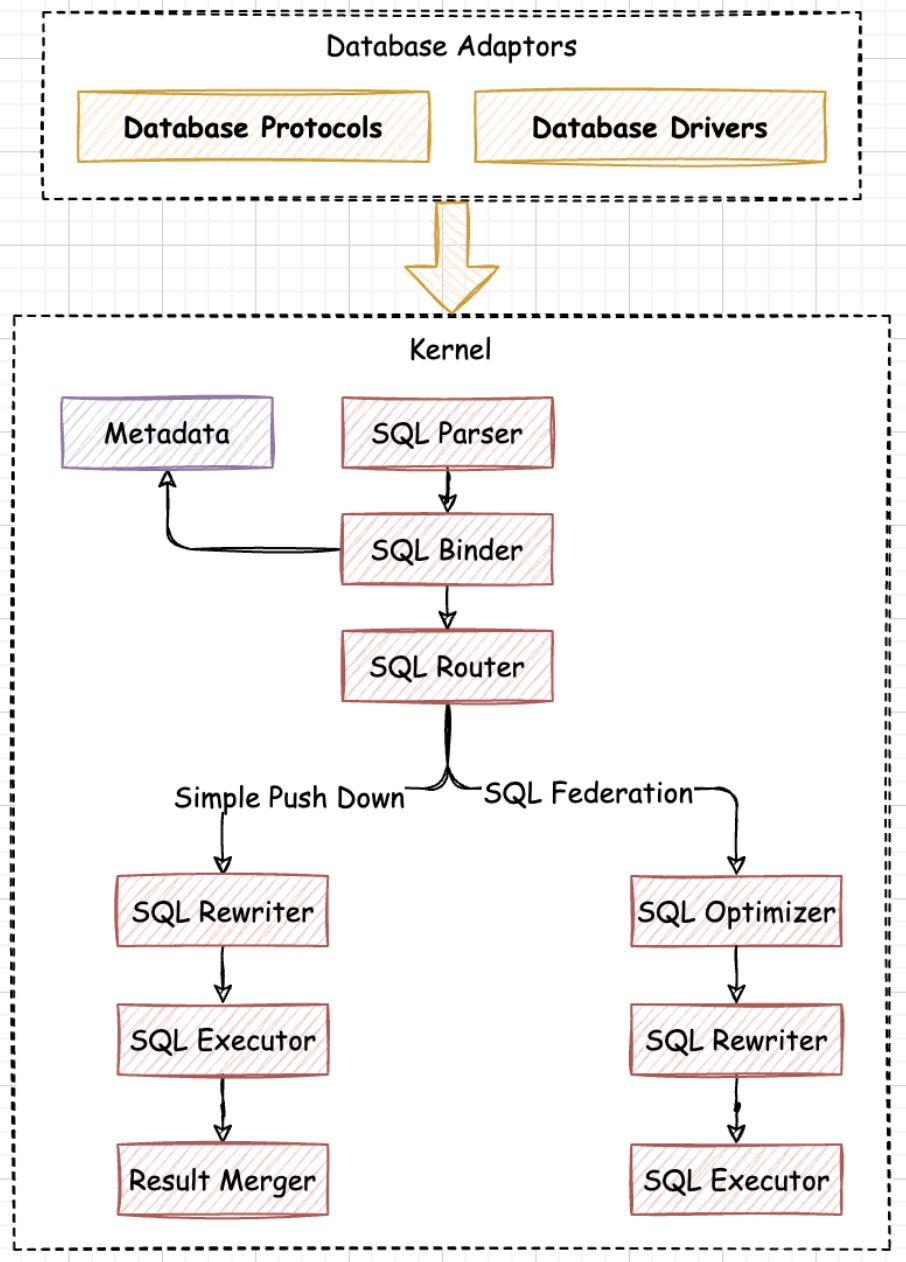 Database Adaptors
Database Protocols
Database Drivers
Kernel
Metadata
SQL Parser
SQL Binder
SQL Router
Simple Push Down
SQL Federation
SQL Rewriter
SQL Optimizer
SQL Executor
SQL Rewriter
Result Merger
SQL Executor